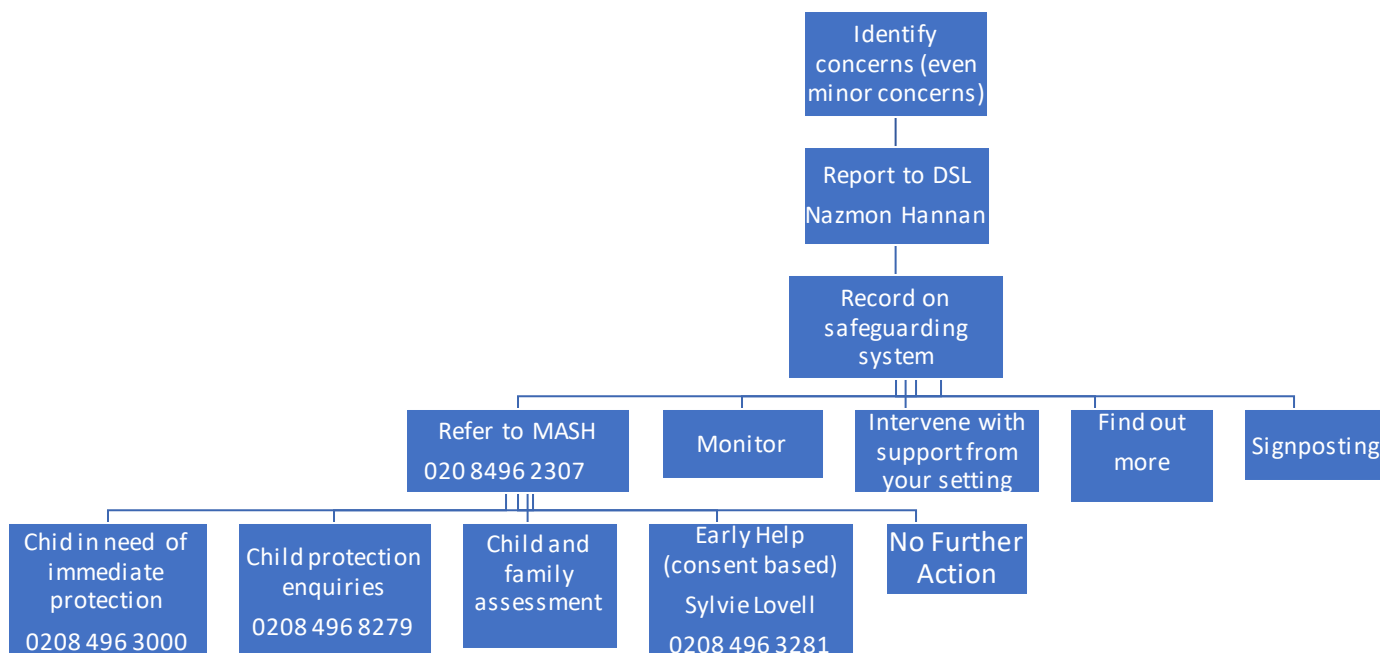 Identify
concerns (even
minor concerns)
Report to DSL
Nazmon Hannan
Record on
safeguarding
system
Refer to MASH
020 8496 2307
Monitor
Intervene with
support from
your setting
Find out
more
Signposting
Chid in need of
immediate
protection
0208 496 3000
Child protection
enquiries
0208 496 8279
Child and
family
assessment
Early Help
(consent based)
Sylvie Lovell
0208 496 3281
No Further
Action